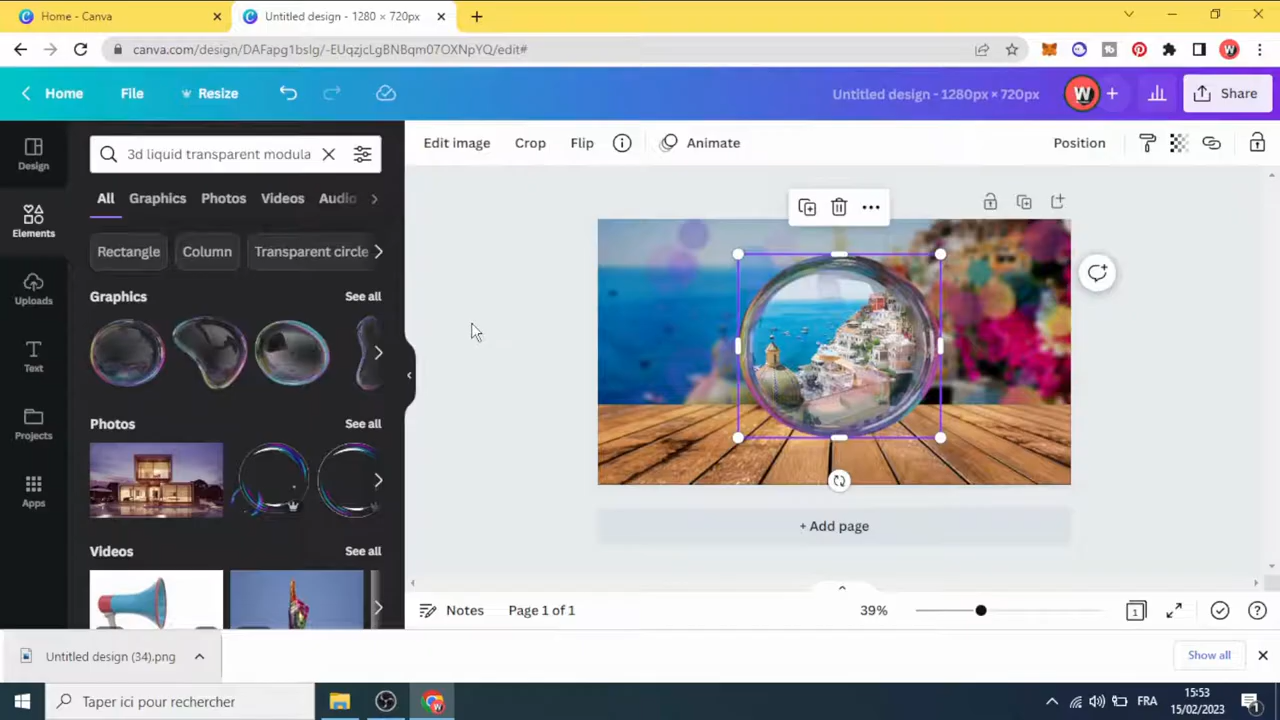 Home - Canva
Untitled design - 1280 × 720px
canva.com/design/DAFapg1bslg/-EUqzjcLgBNBqm07OXNpYQ/edit#
Home
File
Resize
Untitled design - 1280px × 720px
W
Share
Design
Elements
Uploads
Text
Projects
Apps
3d liquid transparent modula
All
Graphics
Photos
Videos
Audio
Rectangle
Column
Transparent circle
Graphics
See all
Photos
See all
Videos
See all
Edit image
Crop
Flip
Animate
Position
+ Add page
Notes
Page 1 of 1
39%
1
Untitled design (34).png
Show all
Taper ici pour rechercher
FRA
15:53
15/02/2023
1